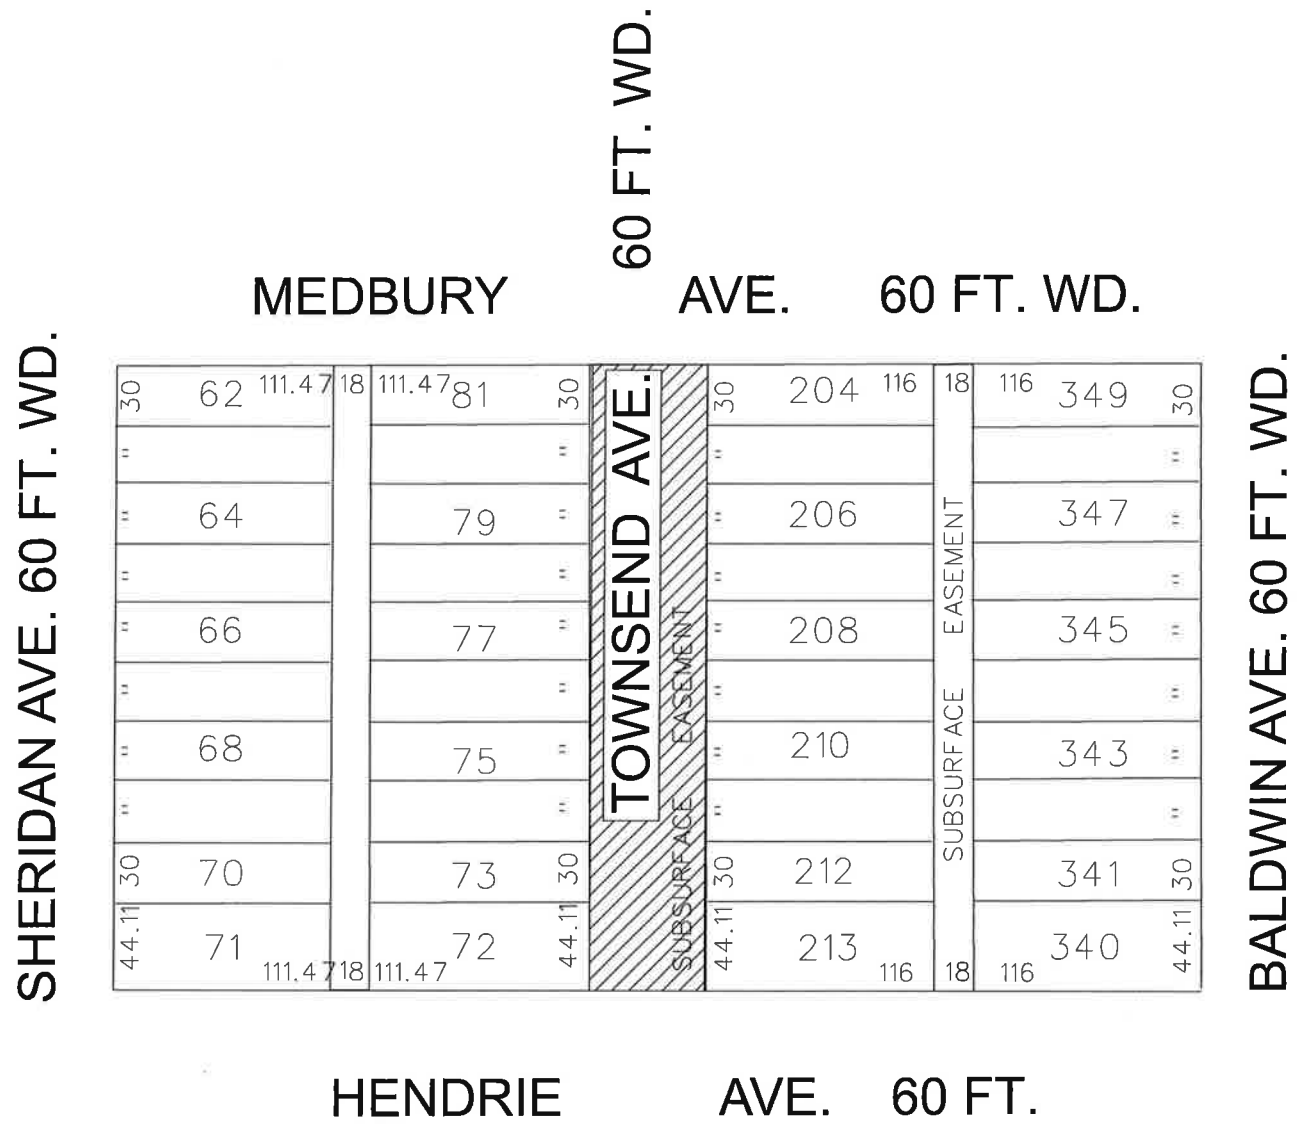 60 FT. WD.
MEDBURY AVE. 60 FT. WD.
SHERIDAN AVE. 60 FT. WD.
BALDWIN AVE. 60 FT. WD.
TOWNSEND AVE.
SUBSURFACE EASEMENT
SUBSURFACE EASEMENT
30 62 111.47 18 111.47 81 30 30 204 116 18 116 349 30
" " " "
" 64 79 " " 206 347 "
" " " "
" 66 77 " " 208 345 "
" " " "
" 68 75 " " 210 343 "
" " " "
30 70 73 30 30 212 341 30
44.11 71 72 44.11 44.11 213 340 44.11
111.47 18 111.47 116 18 116
HENDRIE AVE. 60 FT.